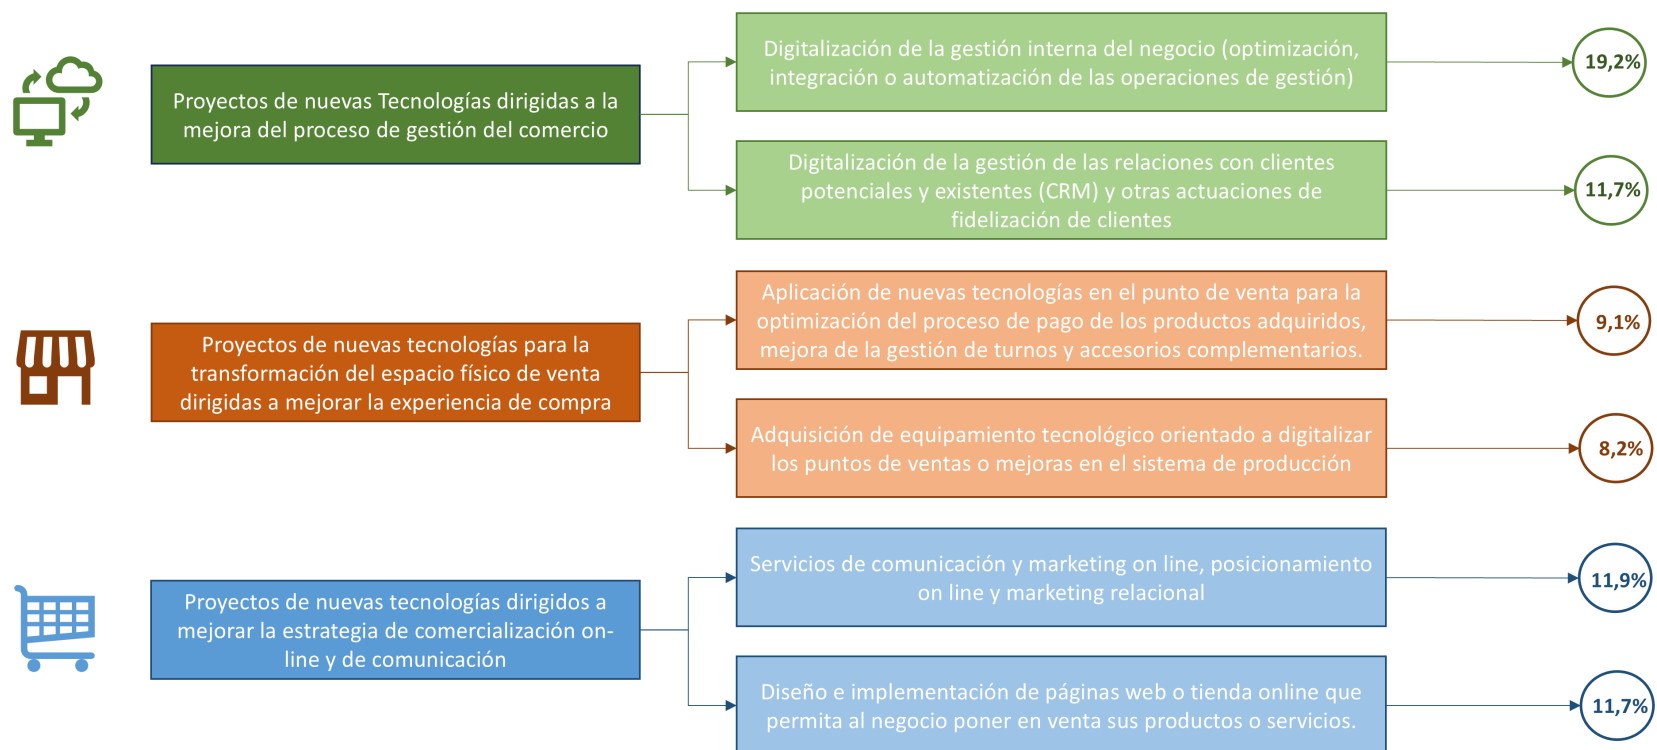 Proyectos de nuevas Tecnologías dirigidas a la
mejora del proceso de gestión del comercio
Digitalización de la gestión interna del negocio (optimización,
integración o automatización de las operaciones de gestión)
19,2%
Digitalización de la gestión de las relaciones con clientes
potenciales y existentes (CRM) y otras actuaciones de
fidelización de clientes
11,7%
Proyectos de nuevas tecnologías para la
transformación del espacio físico de venta
dirigidas a mejorar la experiencia de compra
Aplicación de nuevas tecnologías en el punto de venta para la
optimización del proceso de pago de los productos adquiridos,
mejora de la gestión de turnos y accesorios complementarios.
9,1%
Adquisición de equipamiento tecnológico orientado a digitalizar
los puntos de ventas o mejoras en el sistema de producción
8,2%
Proyectos de nuevas tecnologías dirigidos a
mejorar la estrategia de comercialización on-
line y de comunicación
Servicios de comunicación y marketing on line, posicionamiento
on line y marketing relacional
11,9%
Diseño e implementación de páginas web o tienda online que
permita al negocio poner en venta sus productos o servicios.
11,7%